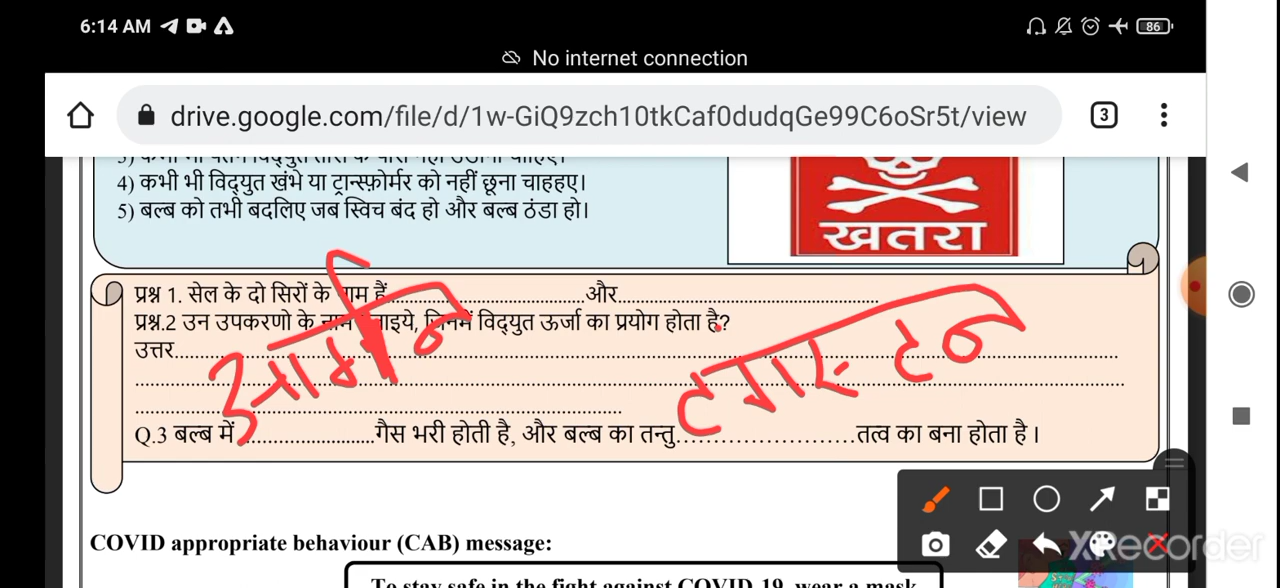 6:14 AM
86
No internet connection
drive.google.com/file/d/1w-GiQ9zch10tkCaf0dudqGe99C6oSr5t/view
3
4) कभी भी विद्युत खंभे या ट्रान्स्फ़ोर्मर को नहीं छूना चाहहए।
5) बल्ब को तभी बदलिए जब स्विच बंद हो और बल्ब ठंडा हो।
खतरा
प्रश्न 1. सेल के दो सिरों के नाम हैं..............................और.......................................
प्रश्न.2 उन उपकरणो के नाम बताइये, जिनमें विद्युत ऊर्जा का प्रयोग होता है?
उत्तर..............................................................................
Q.3 बल्ब में......................गैस भरी होती है, और बल्ब का तन्तु........................तत्व का बना होता है।
COVID appropriate behaviour (CAB) message:
XRecorder
To stay safe in the fight against COVID-19, wear a mask